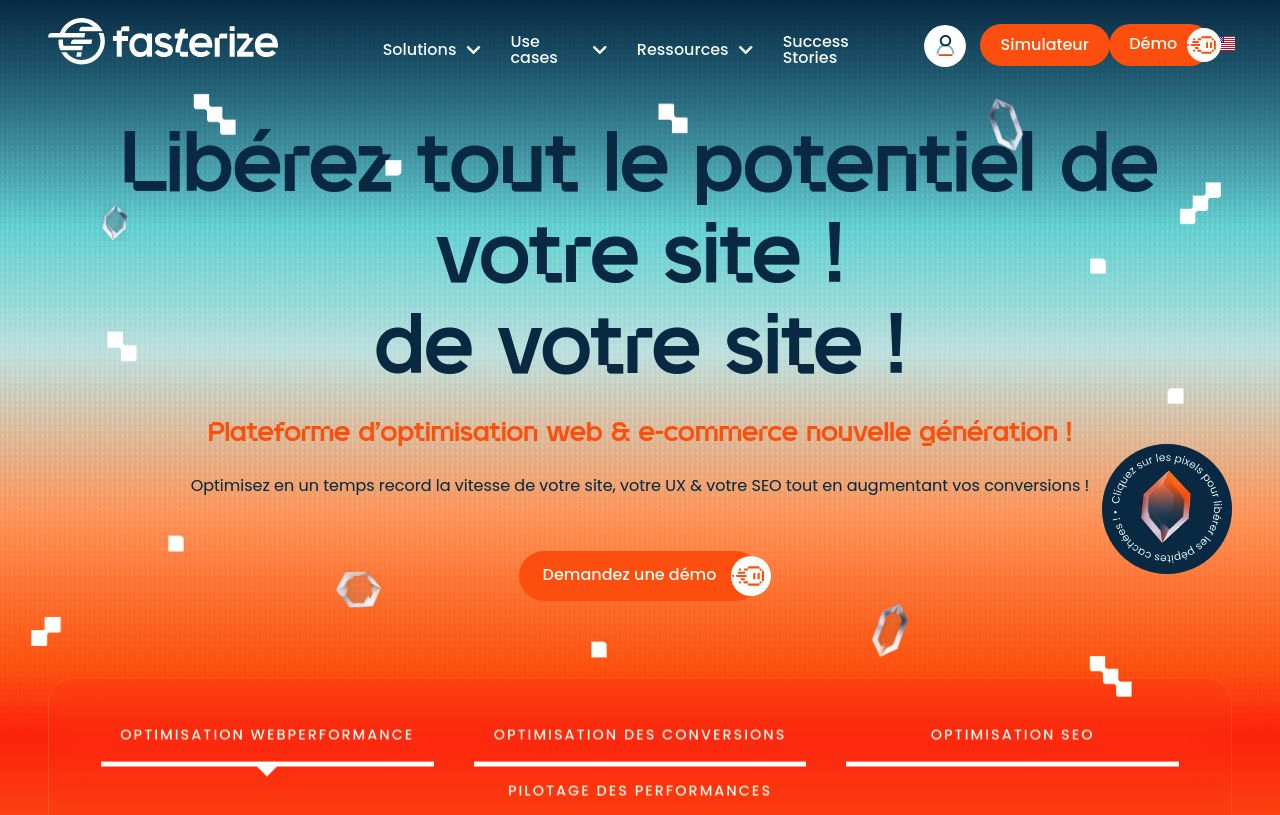 fasterize
Solutions
Use cases
Ressources
Success Stories
Simulateur
Démo
Libérez tout le potentiel de
votre site !
de votre site !
Plateforme d'optimisation web & e-commerce nouvelle génération !
Optimisez en un temps record la vitesse de votre site, votre UX & votre SEO tout en augmentant vos conversions !
• Cliquez sur les pixels pour libérer les pépites cachées !
Demandez une démo
OPTIMISATION WEBPERFORMANCE
OPTIMISATION DES CONVERSIONS
OPTIMISATION SEO
PILOTAGE DES PERFORMANCES